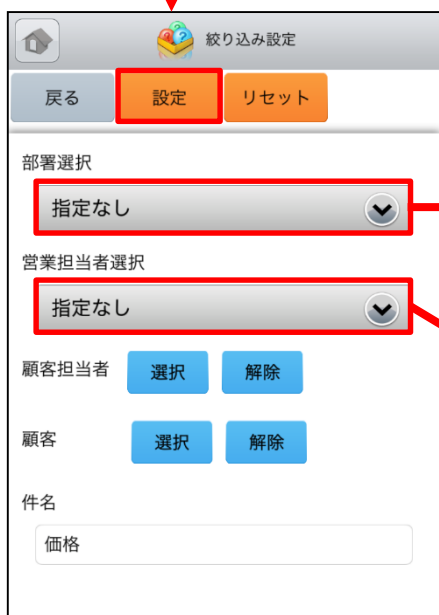 絞り込み設定
戻る 設定 リセット
部署選択
指定なし
営業担当者選択
指定なし
顧客担当者 選択 解除
顧客 選択 解除
件名
価格